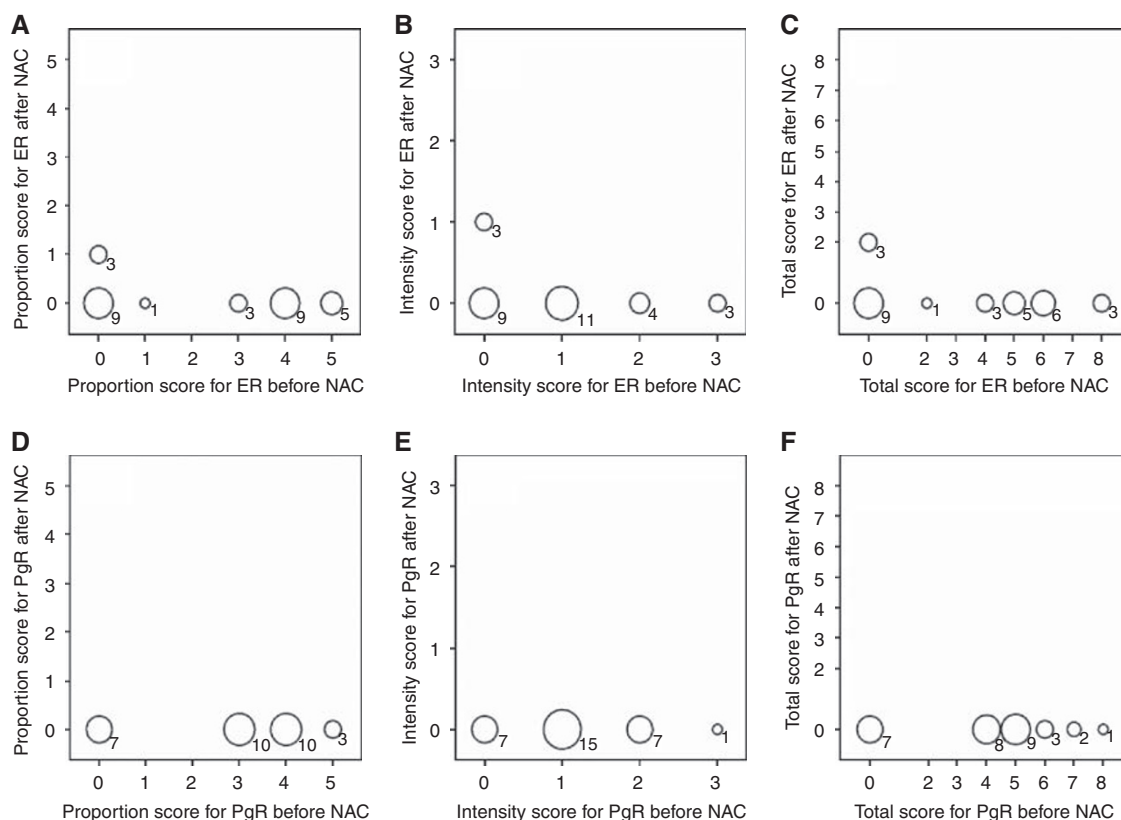 A
Proportion score for ER after NAC
5
4
3
2
1
0
3
9
1
3
9
5
0 1 2 3 4 5
Proportion score for ER before NAC
B
Intensity score for ER after NAC
3
2
1
0
3
9
11
4
3
0 1 2 3
Intensity score for ER before NAC
C
Total score for ER after NAC
8
7
6
5
4
3
2
0
3
9
1
3
5
6
3
0 2 3 4 5 6 7 8
Total score for ER before NAC
D
Proportion score for PgR after NAC
5
4
3
2
1
0
7
10
10
3
0 1 2 3 4 5
Proportion score for PgR before NAC
E
Intensity score for PgR after NAC
3
2
1
0
7
15
7
1
0 1 2 3
Intensity score for PgR before NAC
F
Total score for PgR after NAC
8
7
6
5
4
3
2
0
7
8
9
3
2
1
0 2 3 4 5 6 7 8
Total score for PgR before NAC